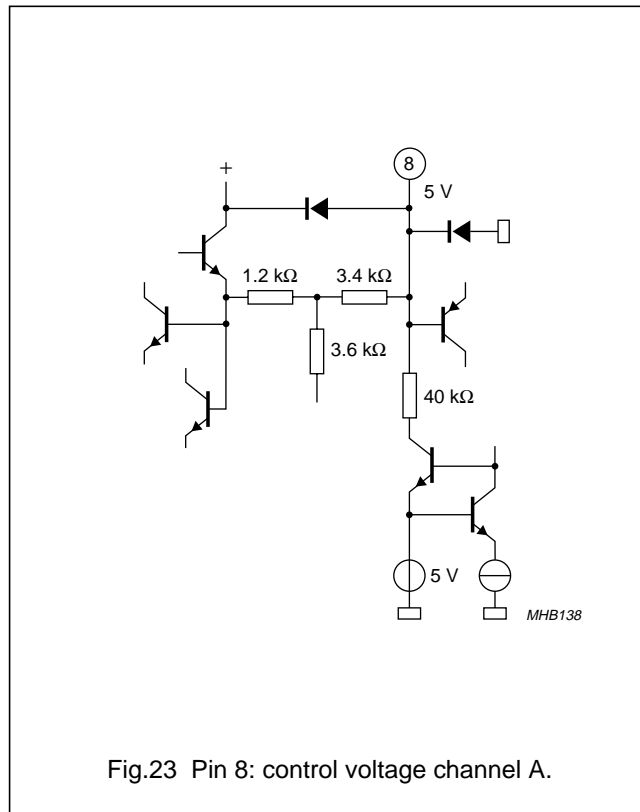 8
+
5 V
1.2 kΩ 3.4 kΩ
3.6 kΩ
40 kΩ
5 V
MHB138
Fig.23 Pin 8: control voltage channel A.